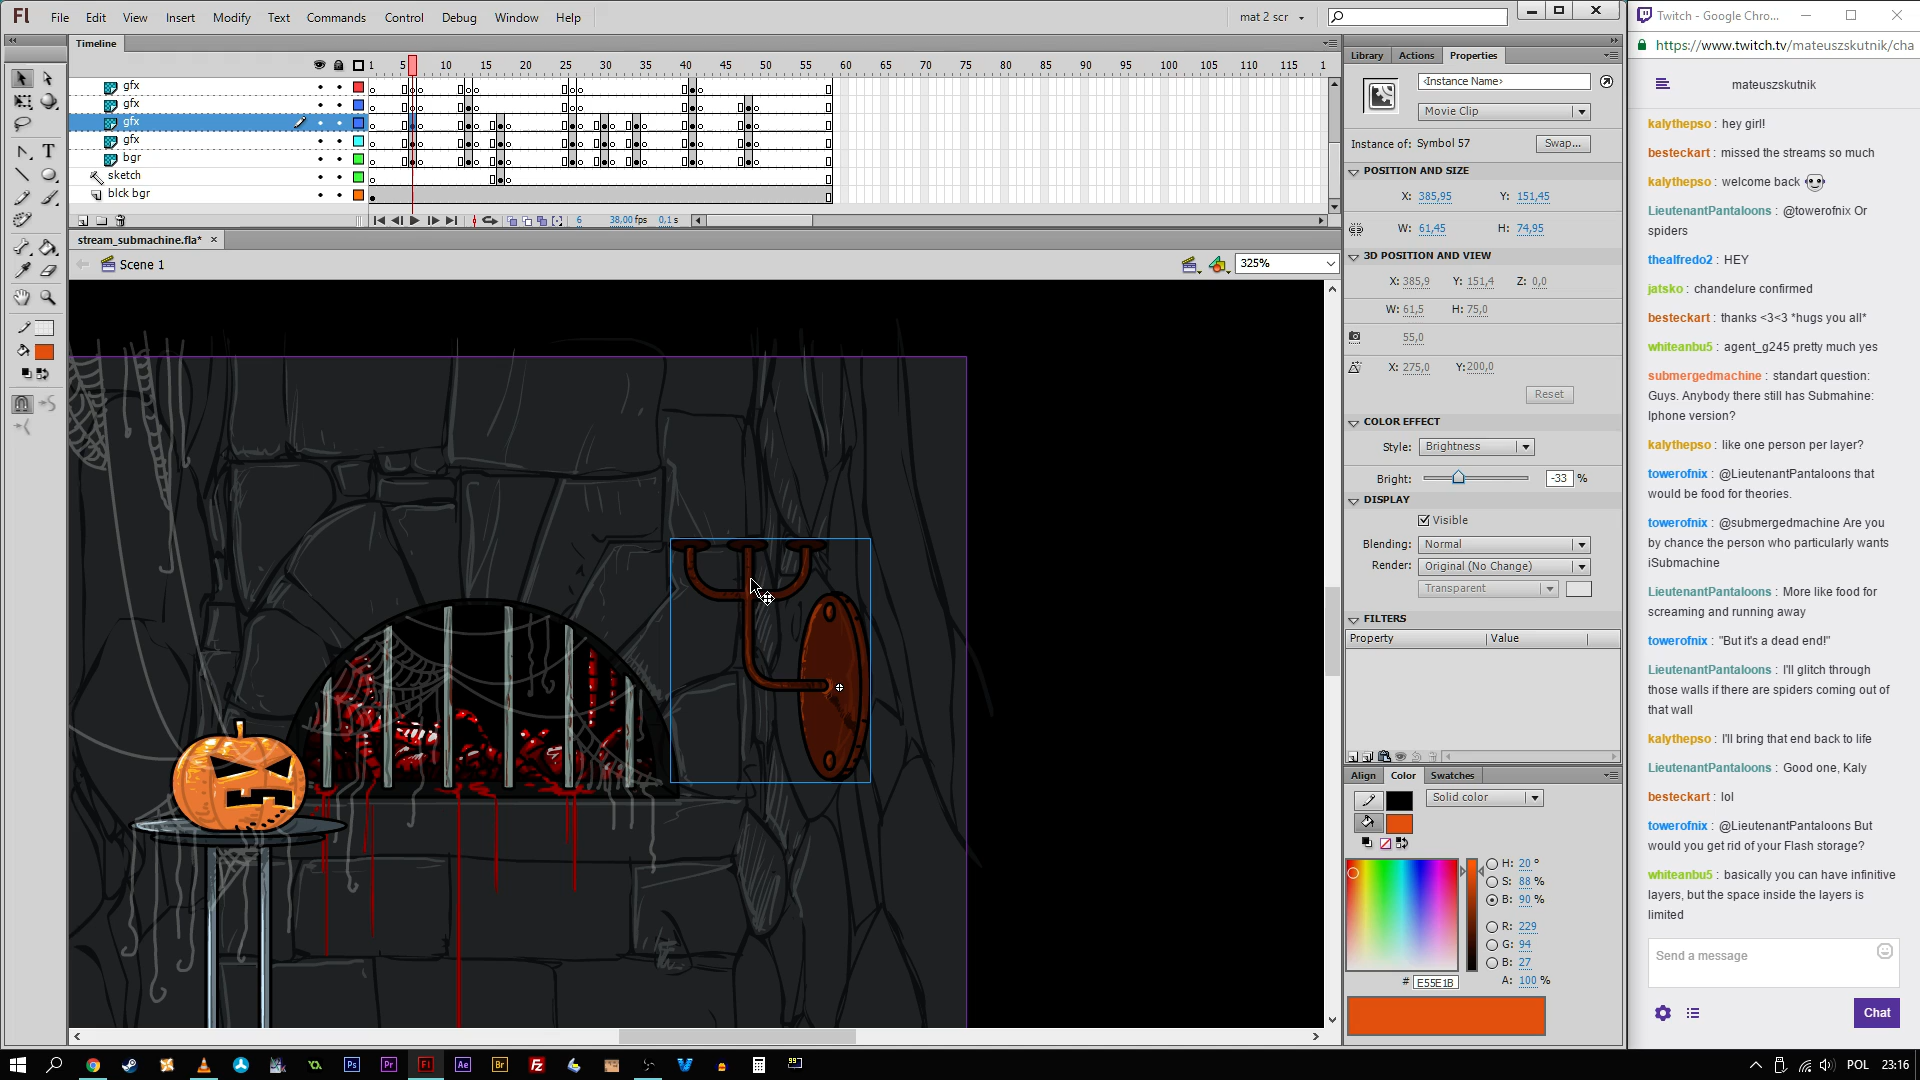 Fl File Edit View Insert Modify Text Commands Control Debug Window Help mat 2 scr
Timeline
1 5 10 15 20 25 30 35 40 45 50 55 60 65 70 75 80 85 90 95 100 105 110 115 1
gfx
gfx
gfx
gfx
bgr
sketch
blck bgr
6 38,00 fps 0,1 s
stream_submachine.fla*
Scene 1
325%
Library Actions Properties
<Instance Name>
Movie Clip
Instance of: Symbol 57 Swap...
POSITION AND SIZE
X: 385,95 Y: 151,45
W: 61,45 H: 74,95
3D POSITION AND VIEW
X: 385,9 Y: 151,4 Z: 0,0
W: 61,5 H: 75,0
55,0
X: 275,0 Y: 200,0
Reset
COLOR EFFECT
Style: Brightness
Bright: -33 %
DISPLAY
Visible
Blending: Normal
Render: Original (No Change)
Transparent
FILTERS
Property Value
Align Color Swatches
Solid color
H: 20 °
S: 88 %
B: 90 %
R: 229
G: 94
B: 27
# E55E1B A: 100 %
Twitch - Google Chro...
https://www.twitch.tv/mateuszskutnik/cha
mateuszskutnik
kalythepso : hey girl!
besteckart : missed the streams so much
kalythepso : welcome back
LieutenantPantaloons : @towerofnix Or
spiders
thealfredo2 : HEY
jatsko : chandelure confirmed
besteckart : thanks <3<3 *hugs you all*
whiteanbu5 : agent_g245 pretty much yes
submergedmachine : standart question:
Guys. Anybody there still has Submahine:
Iphone version?
kalythepso : like one person per layer?
towerofnix : @LieutenantPantaloons that
would be food for theories.
towerofnix : @submergedmachine Are you
by chance the person who particularly wants
iSubmachine
LieutenantPantaloons : More like food for
screaming and running away
towerofnix : "But it's a dead end!"
LieutenantPantaloons : I'll glitch through
those walls if there are spiders coming out of
that wall
kalythepso : I'll bring that end back to life
LieutenantPantaloons : Good one, Kaly
besteckart : lol
towerofnix : @LieutenantPantaloons But
would you get rid of your Flash storage?
whiteanbu5 : basically you can have infinitive
layers, but the space inside the layers is
limited
Send a message
Chat
Ps Pr Fl Ae Br Fz POL 23:16